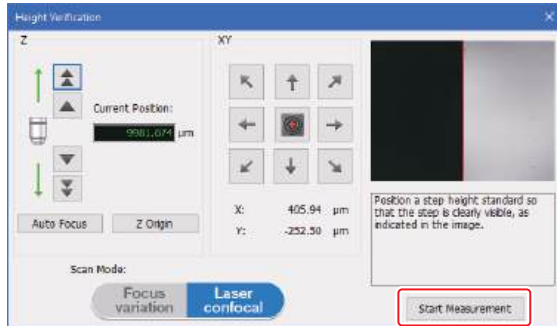 Height Verification
Z
Current Position:
9981.074 µm
Auto Focus
Z Origin
XY
X: 405.94 µm
Y: -252.50 µm
Position a step height standard so
that the step is clearly visible, as
indicated in the image.
Scan Mode:
Focus
variation
Laser
confocal
Start Measurement